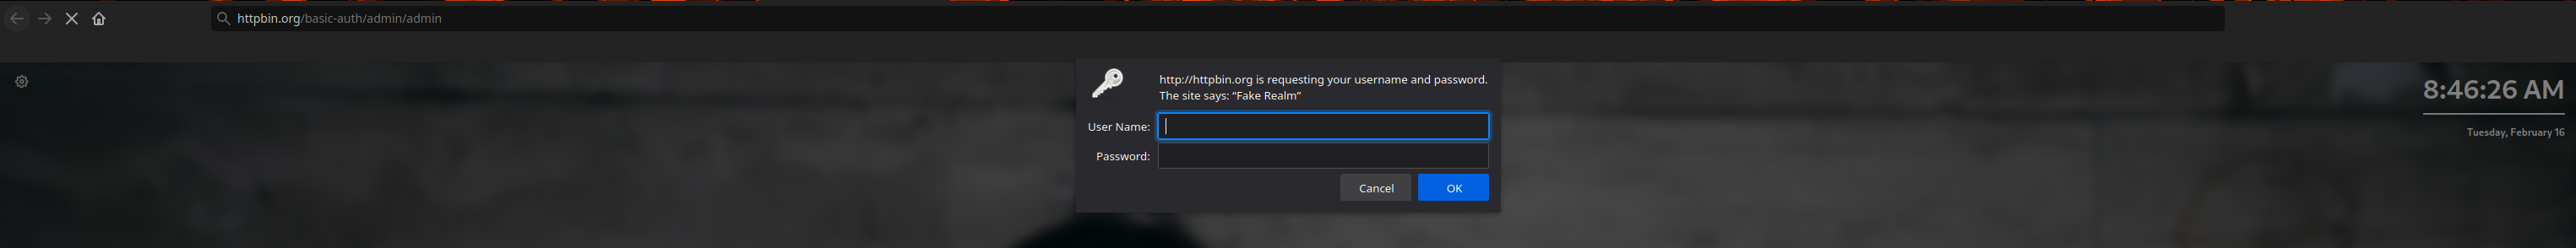 httpbin.org/basic-auth/admin/admin
http://httpbin.org is requesting your username and password.
The site says: “Fake Realm”
User Name:
Password:
Cancel
OK
8:46:26 AM
Tuesday, February 16